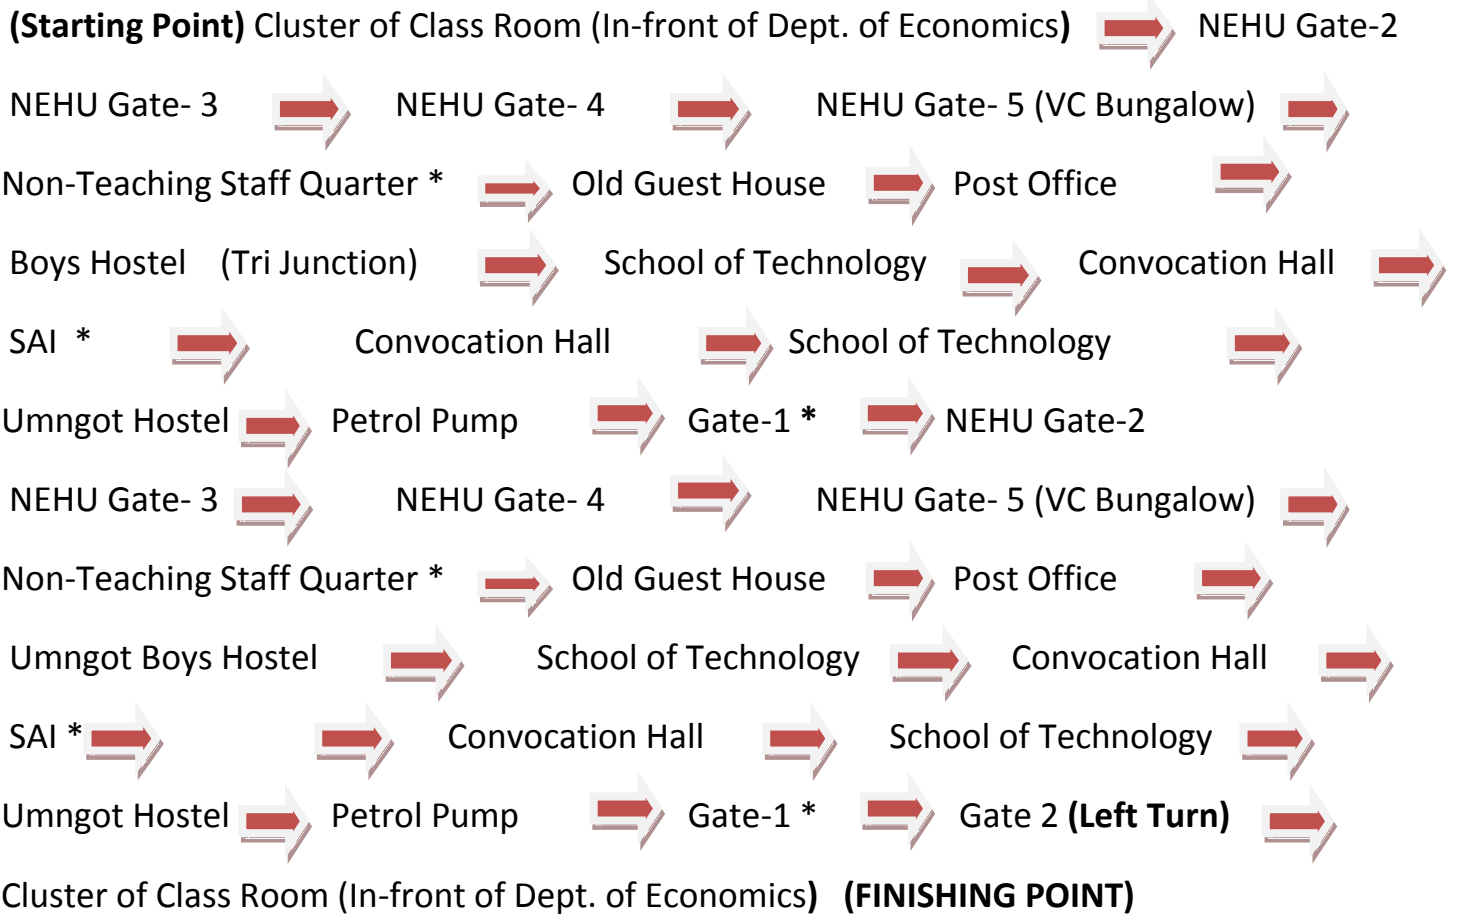 (Starting Point) Cluster of Class Room (In-front of Dept. of Economics) NEHU Gate-2
NEHU Gate- 3 NEHU Gate- 4 NEHU Gate- 5 (VC Bungalow)
Non-Teaching Staff Quarter * Old Guest House Post Office
Boys Hostel (Tri Junction) School of Technology Convocation Hall
SAI * Convocation Hall School of Technology
Umngot Hostel Petrol Pump Gate-1 * NEHU Gate-2
NEHU Gate- 3 NEHU Gate- 4 NEHU Gate- 5 (VC Bungalow)
Non-Teaching Staff Quarter * Old Guest House Post Office
Umngot Boys Hostel School of Technology Convocation Hall
SAI * Convocation Hall School of Technology
Umngot Hostel Petrol Pump Gate-1 * Gate 2 (Left Turn)
Cluster of Class Room (In-front of Dept. of Economics) (FINISHING POINT)